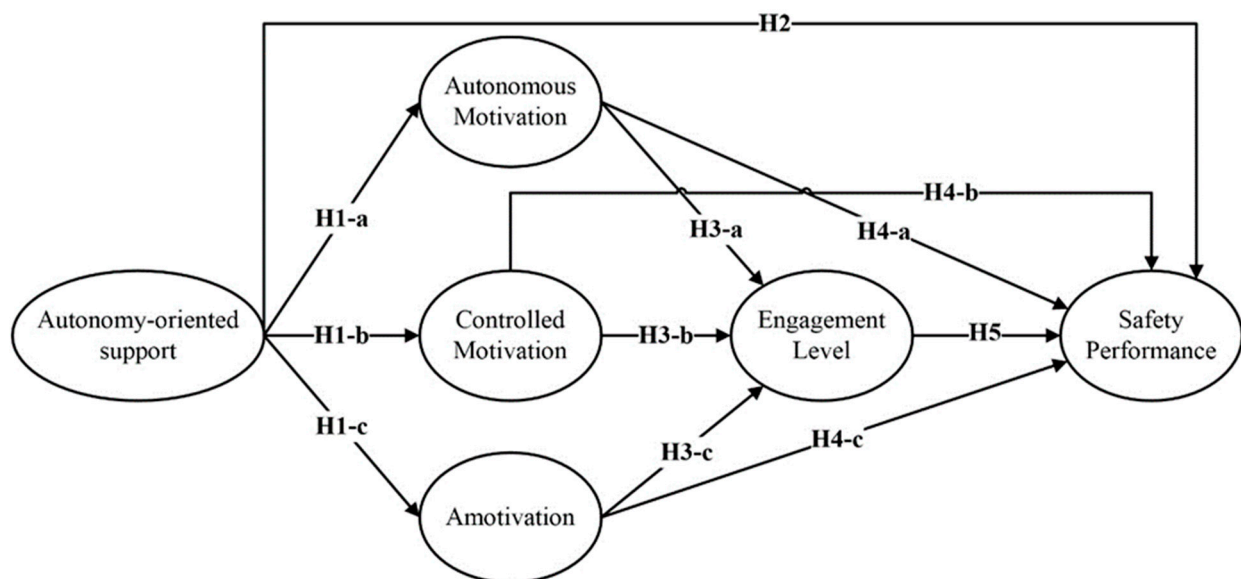 H2
Autonomous
Motivation
H1-a
H4-b
H3-a
H4-a
Autonomy-oriented
support
H1-b
Controlled
Motivation
H3-b
Engagement
Level
H5
Safety
Performance
H1-c
H3-c
H4-c
Amotivation